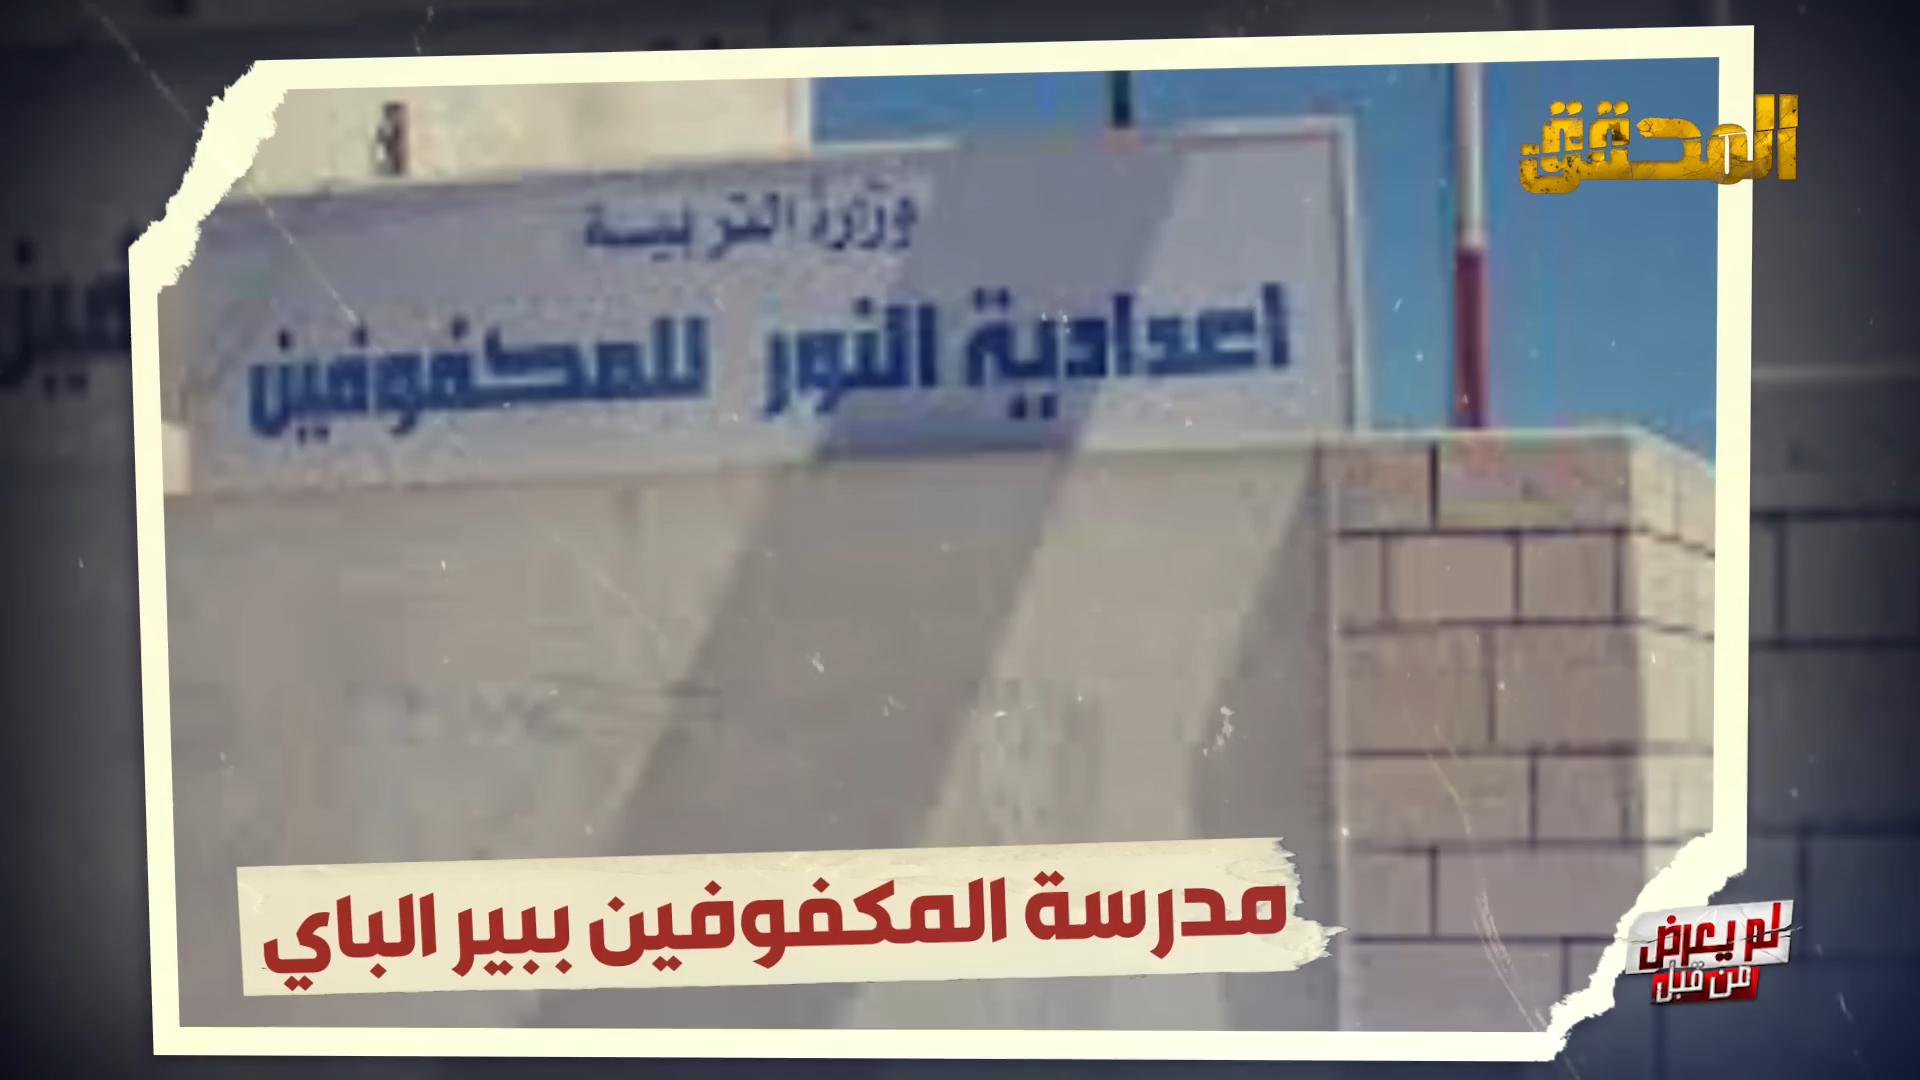 المحقق
وزارة التربية
اعدادية النور للمكفوفين
مدرسة المكفوفين ببير الباي
لم يعرض
من قبل